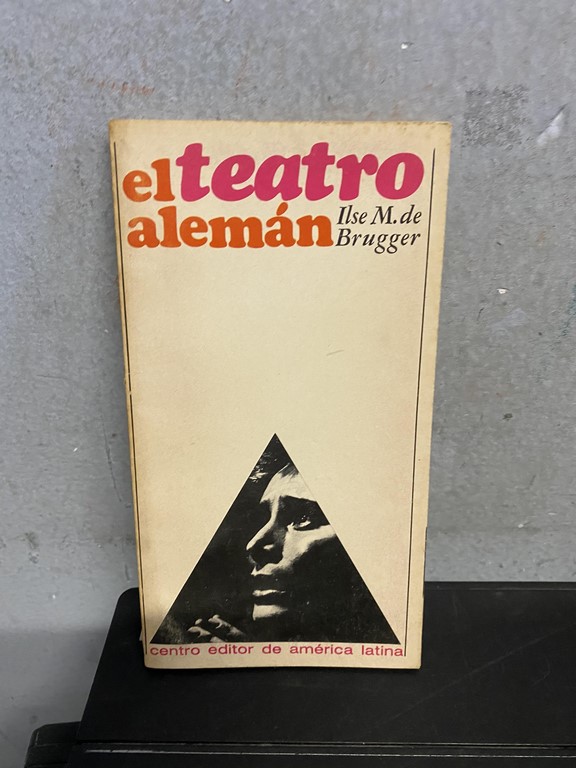 el teatro
alemán Ilse M. de
Brugger
centro editor de américa latina